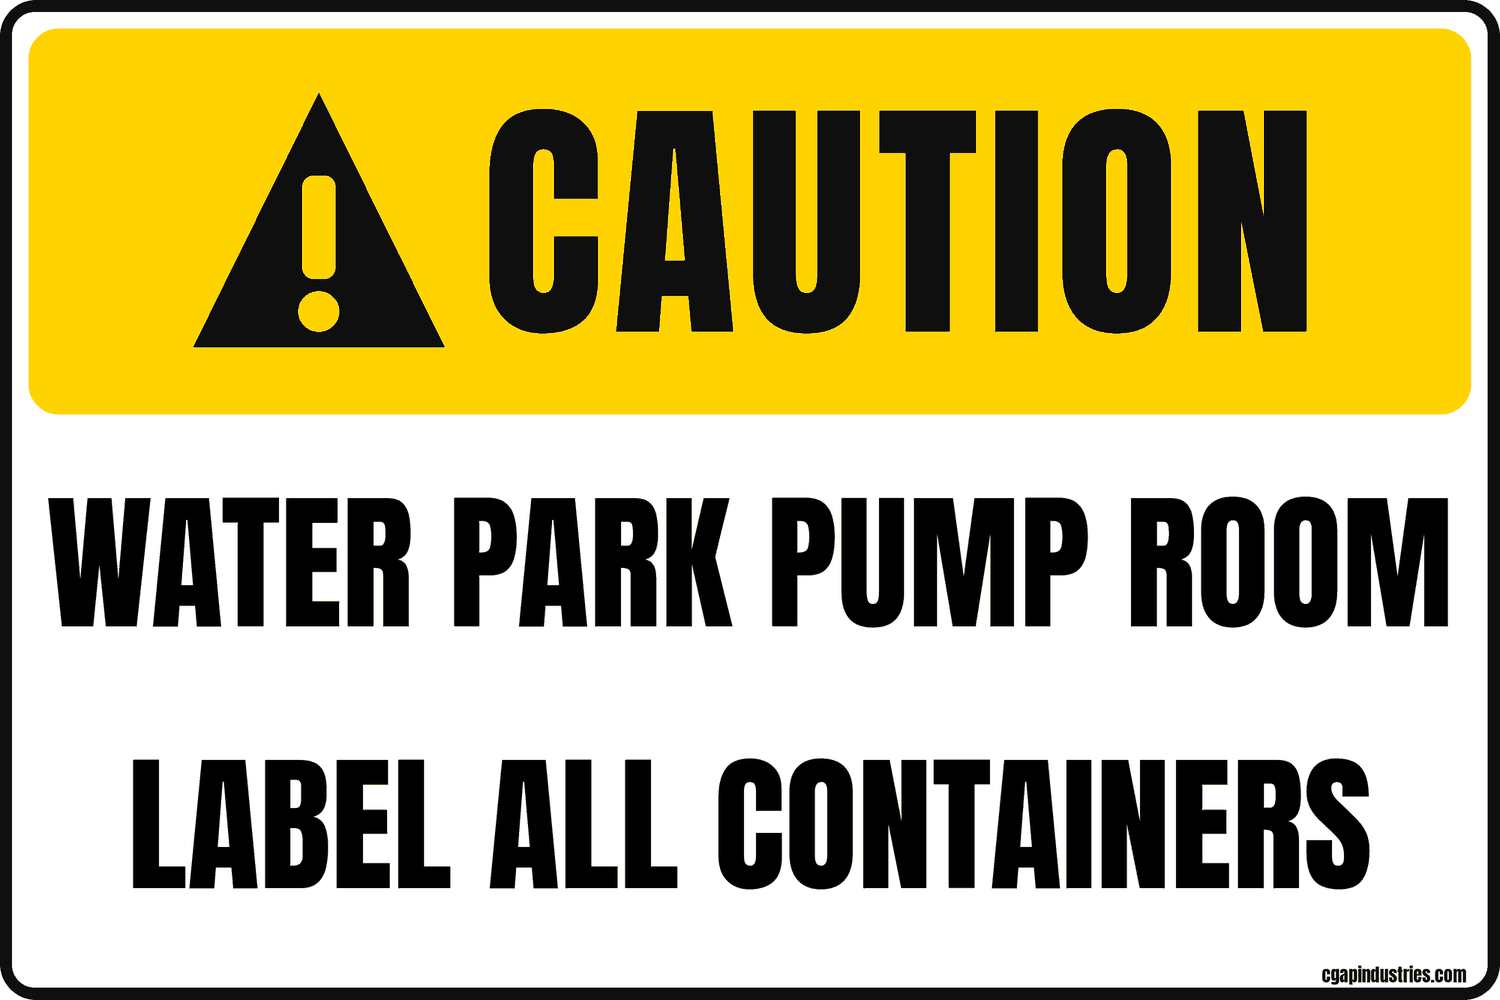 CAUTION
WATER PARK PUMP ROOM
LABEL ALL CONTAINERS
cgapindustries.com